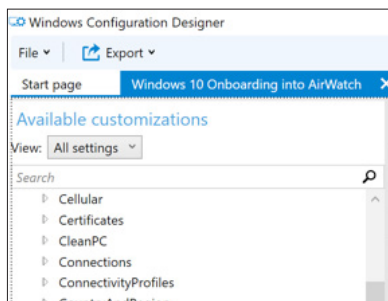 Windows Configuration Designer
File Export
Start page Windows 10 Onboarding into AirWatch
Available customizations
View: All settings
Search
Cellular
Certificates
CleanPC
Connections
ConnectivityProfiles